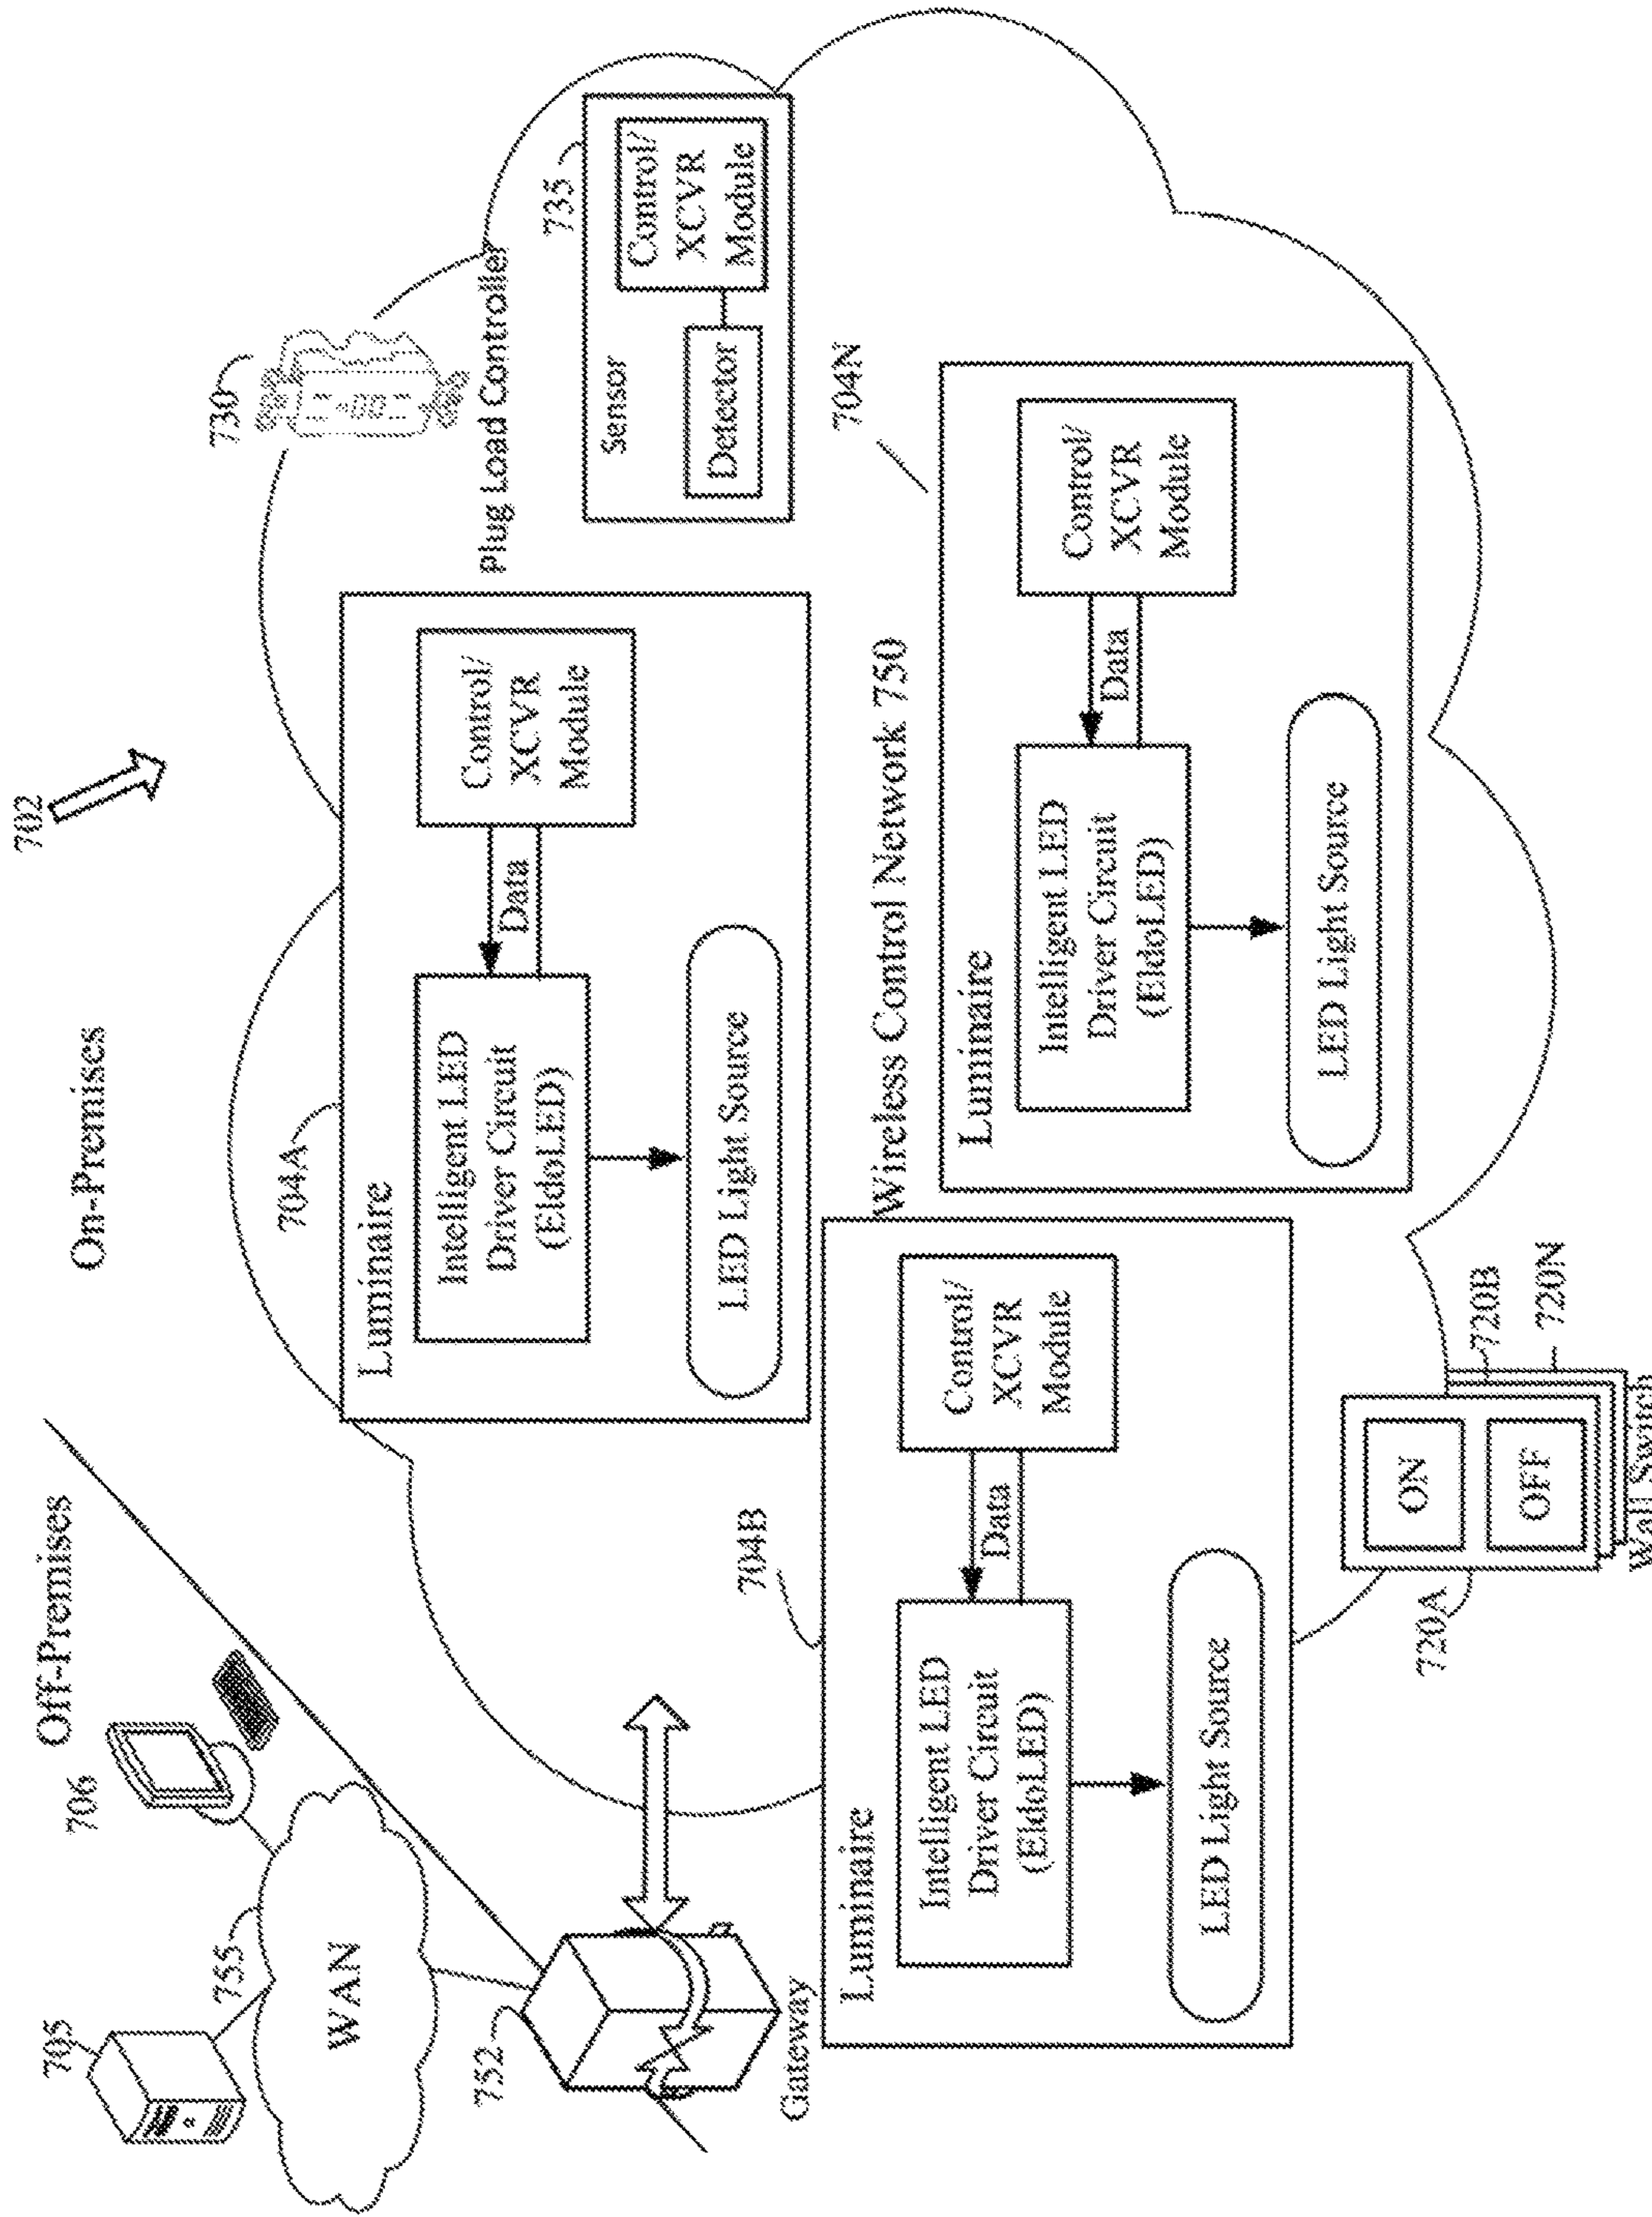 702
Off-Premises
On-Premises
705
706
755
WAN
752
Gateway
704A
Luminaire
Intelligent LED
Driver Circuit
(EldoLED)
Data
Control/
XCVR
Module
LED Light Source
730
Plug Load Controller
735
Sensor
Detector
Control/
XCVR
Module
Wireless Control Network 750
704B
Luminaire
Intelligent LED
Driver Circuit
(EldoLED)
Data
Control/
XCVR
Module
LED Light Source
704N
Luminaire
Intelligent LED
Driver Circuit
(EldoLED)
Data
Control/
XCVR
Module
LED Light Source
720A
ON
OFF
720B
720N
Wall Switch